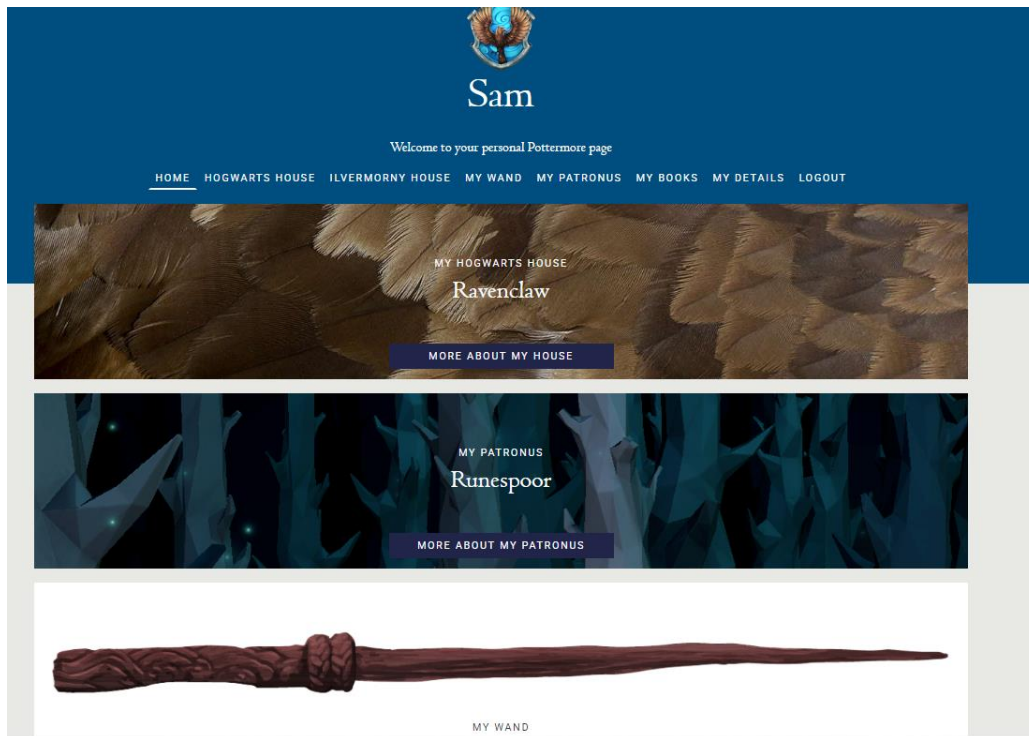 Sam
Welcome to your personal Pottermore page
HOME HOGWARTS HOUSE ILVERMORNY HOUSE MY WAND MY PATRONUS MY BOOKS MY DETAILS LOGOUT
MY HOGWARTS HOUSE
Ravenclaw
MORE ABOUT MY HOUSE
MY PATRONUS
Runespoor
MORE ABOUT MY PATRONUS
MY WAND